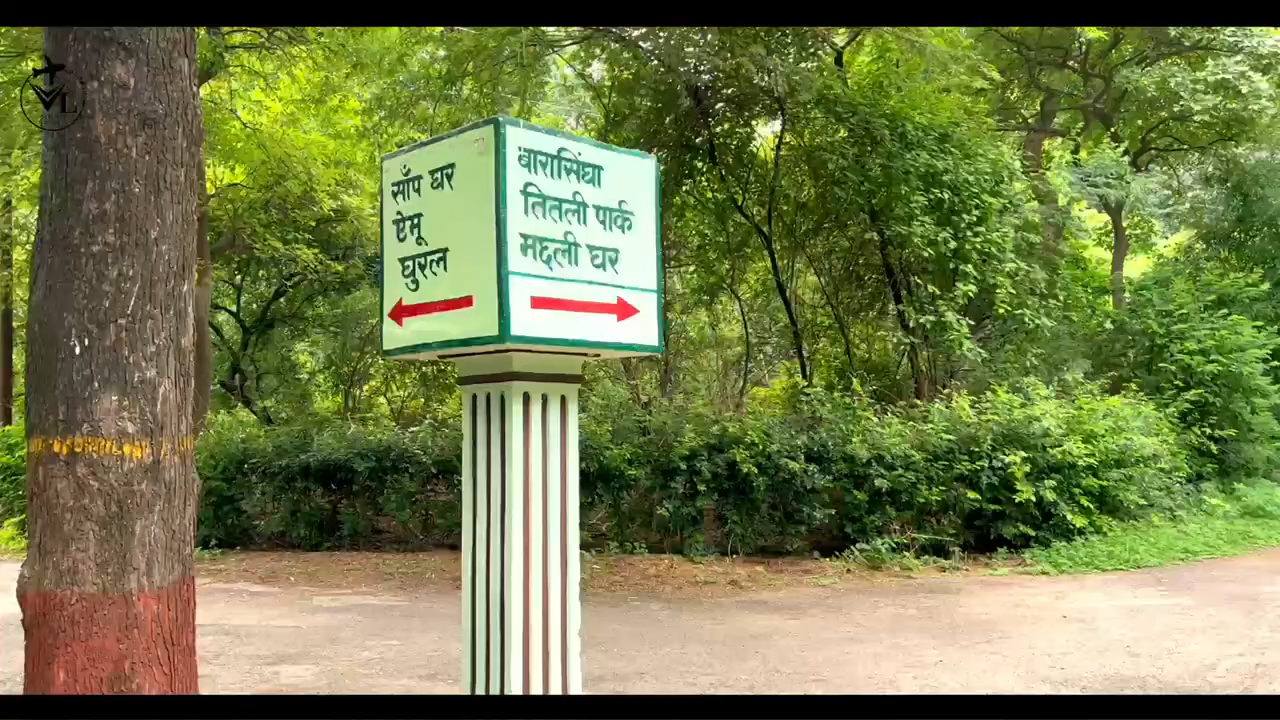 साँप घर
ऐमू
घुरल
बारासिंघा
तितली पार्क
मछली घर